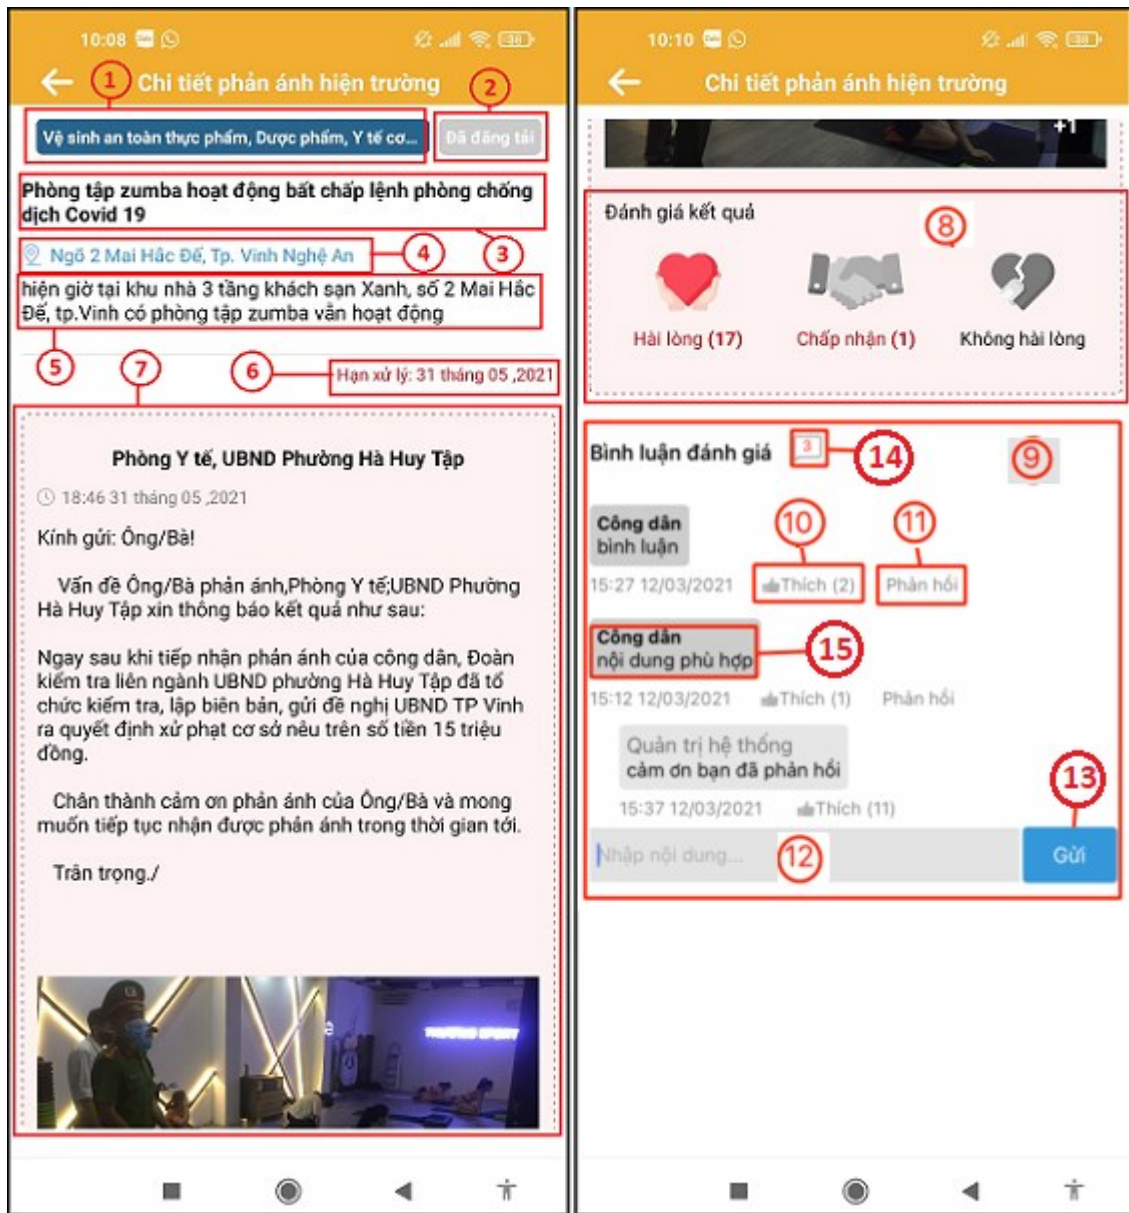 10:08
1
Chi tiết phản ánh hiện trường
2
Vệ sinh an toàn thực phẩm, Dược phẩm, Y tế cơ...
Đã đăng tải
Phòng tập zumba hoạt động bất chấp lệnh phòng chống
dịch Covid 19
3
Ngõ 2 Mai Hắc Đế, Tp. Vinh Nghệ An
4
hiện giờ tại khu nhà 3 tầng khách sạn Xanh, số 2 Mai Hắc
Đế, tp.Vinh có phòng tập zumba vẫn hoạt động
5
7
6
Hạn xử lý: 31 tháng 05 ,2021
Phòng Y tế, UBND Phường Hà Huy Tập
18:46 31 tháng 05 ,2021
Kính gửi: Ông/Bà!
Vấn đề Ông/Bà phản ánh,Phòng Y tế;UBND Phường
Hà Huy Tập xin thông báo kết quả như sau:
Ngay sau khi tiếp nhận phản ánh của công dân, Đoàn
kiểm tra liên ngành UBND phường Hà Huy Tập đã tổ
chức kiểm tra, lập biên bản, gửi đề nghị UBND TP Vinh
ra quyết định xử phạt cơ sở nêu trên số tiền 15 triệu
đồng.
Chân thành cảm ơn phản ánh của Ông/Bà và mong
muốn tiếp tục nhận được phản ánh trong thời gian tới.
Trân trọng./
10:10
Chi tiết phản ánh hiện trường
+1
Đánh giá kết quả
8
Hài lòng (17)
Chấp nhận (1)
Không hài lòng
Bình luận đánh giá
3
14
9
Công dân
bình luận
10
11
15:27 12/03/2021
Thích (2)
Phản hồi
Công dân
nội dung phù hợp
15
15:12 12/03/2021
Thích (1)
Phản hồi
Quản trị hệ thống
cảm ơn bạn đã phản hồi
13
15:37 12/03/2021
Thích (11)
Nhập nội dung...
12
Gửi